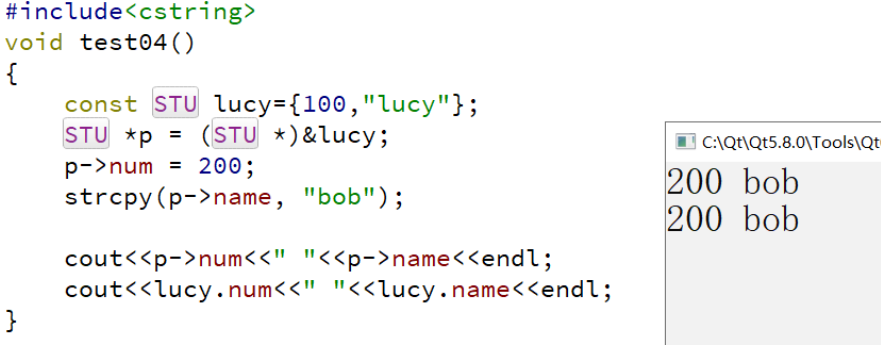 #include<cstring>
void test04()
{
    const STU lucy={100,"lucy"};
    STU *p = (STU *)&lucy;
    p->num = 200;
    strcpy(p->name, "bob");
    cout<<p->num<<" "<<p->name<<endl;
    cout<<lucy.num<<" "<<lucy.name<<endl;
}
C:\Qt\Qt5.8.0\Tools\Qt
200 bob
200 bob